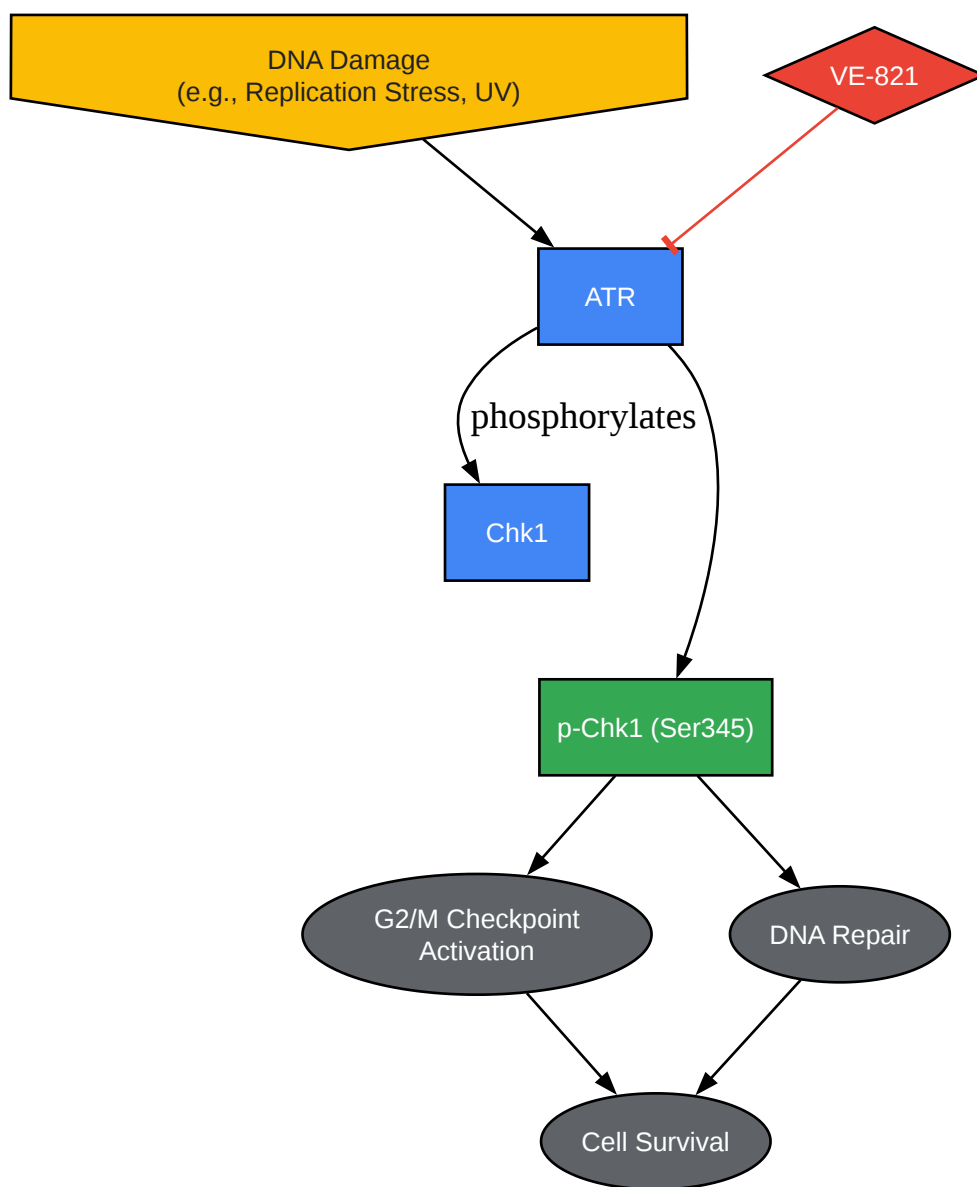 DNA Damage
(e.g., Replication Stress, UV)
VE-821
ATR
phosphorylates
Chk1
p-Chk1 (Ser345)
G2/M Checkpoint
Activation
DNA Repair
Cell Survival